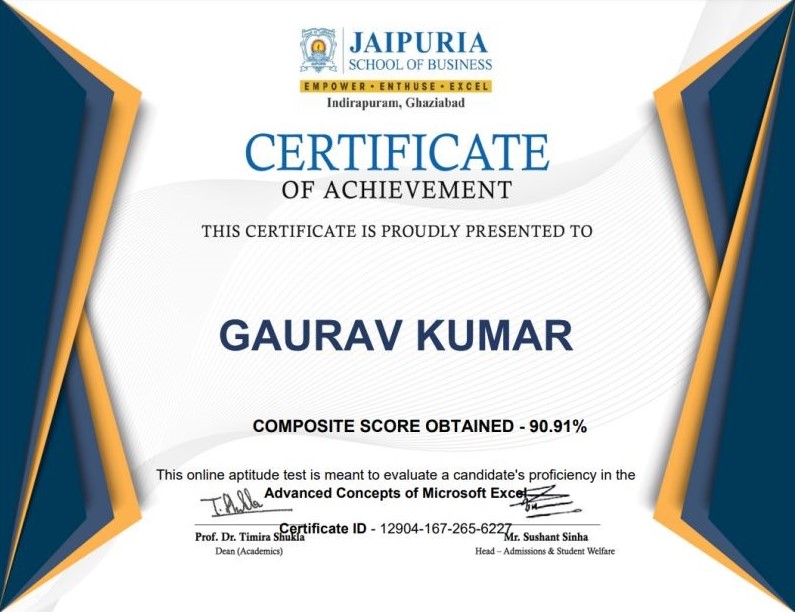 JAIPURIA
SCHOOL OF BUSINESS
EMPOWER • ENTHUSE • EXCEL
Indirapuram, Ghaziabad
CERTIFICATE
OF ACHIEVEMENT
THIS CERTIFICATE IS PROUDLY PRESENTED TO
GAURAV KUMAR
COMPOSITE SCORE OBTAINED - 90.91%
This online aptitude test is meant to evaluate a candidate's proficiency in the
Advanced Concepts of Microsoft Excel
T. Shukla
Certificate ID - 12904-167-265-6227
Prof. Dr. Timira Shukla
Dean (Academics)
Mr. Sushant Sinha
Head – Admissions & Student Welfare